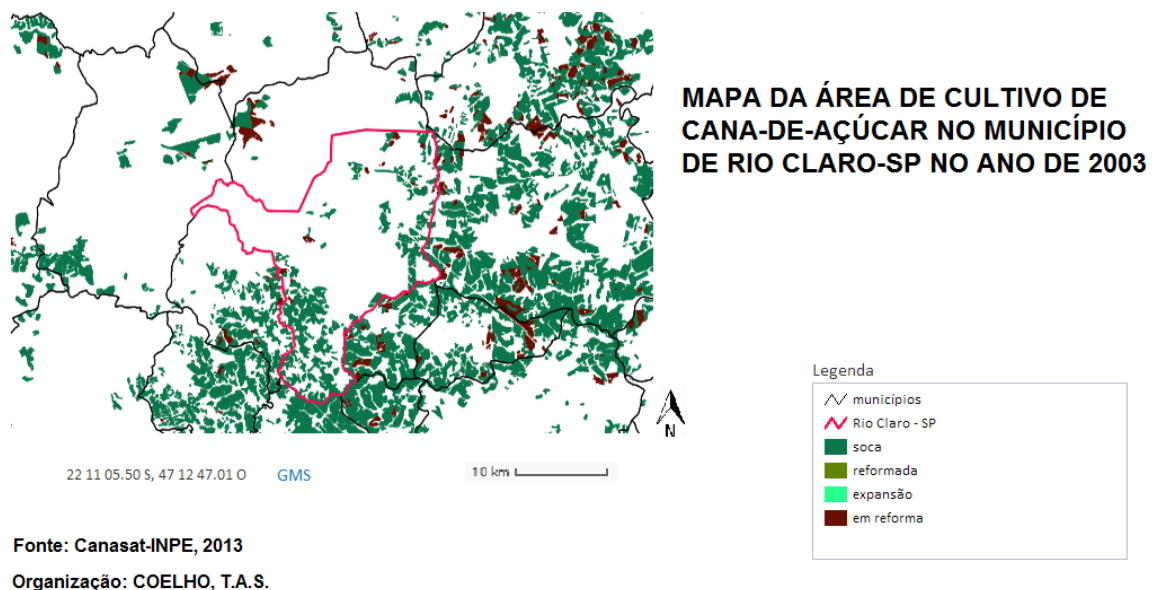 MAPA DA ÁREA DE CULTIVO DE
CANA-DE-AÇÚCAR NO MUNICÍPIO
DE RIO CLARO-SP NO ANO DE 2003
Legenda
municípios
Rio Claro - SP
soca
reformada
expansão
em reforma
N
22 11 05.50 S, 47 12 47.01 O GMS
10 km
Fonte: Canasat-INPE, 2013
Organização: COELHO, T.A.S.